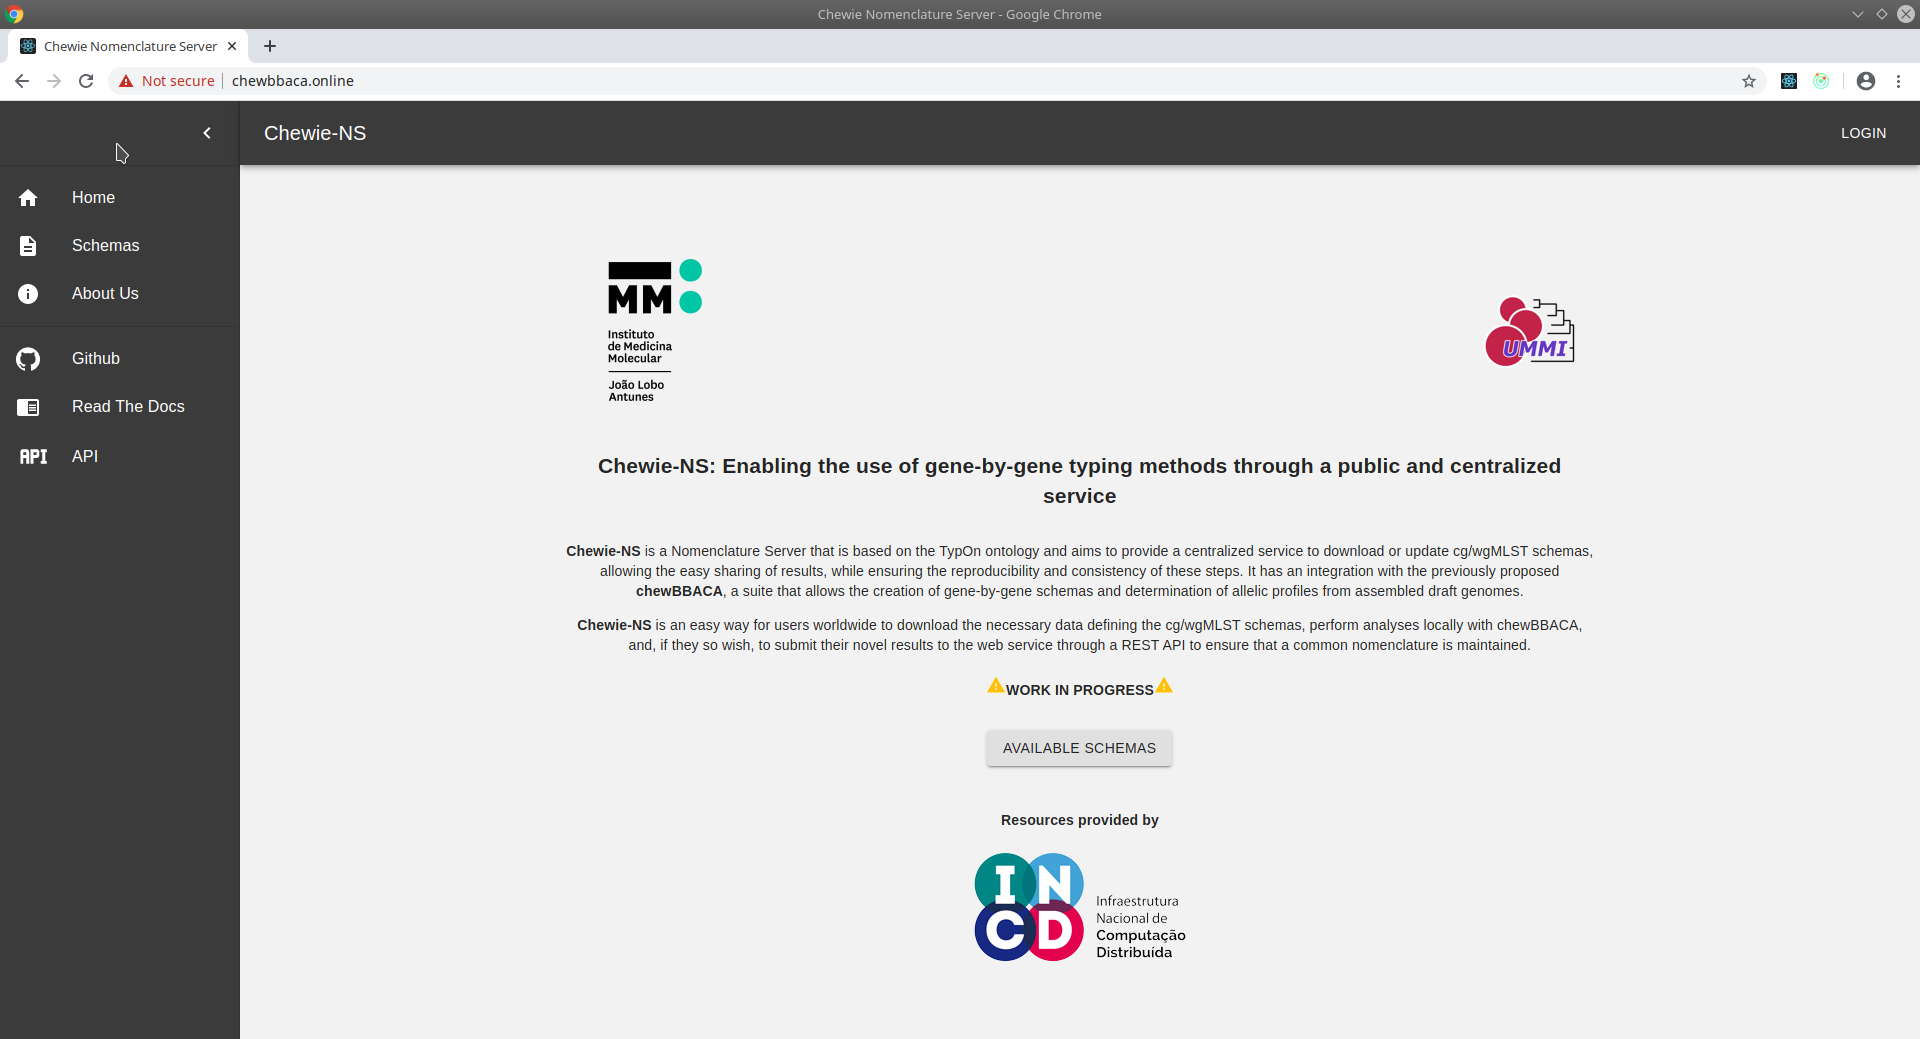 Chewie Nomenclature Server - Google Chrome
Chewie Nomenclature Server
Not secure
chewbbaca.online
Chewie-NS
LOGIN
Home
Schemas
About Us
Github
Read The Docs
API API
MM
Instituto
de Medicina
Molecular
João Lobo
Antunes
UMMI
Chewie-NS: Enabling the use of gene-by-gene typing methods through a public and centralized
service
Chewie-NS is a Nomenclature Server that is based on the TypOn ontology and aims to provide a centralized service to download or update cg/wgMLST schemas,
allowing the easy sharing of results, while ensuring the reproducibility and consistency of these steps. It has an integration with the previously proposed
chewBBACA, a suite that allows the creation of gene-by-gene schemas and determination of allelic profiles from assembled draft genomes.
Chewie-NS is an easy way for users worldwide to download the necessary data defining the cg/wgMLST schemas, perform analyses locally with chewBBACA,
and, if they so wish, to submit their novel results to the web service through a REST API to ensure that a common nomenclature is maintained.
WORK IN PROGRESS
AVAILABLE SCHEMAS
Resources provided by
IN
CD
Infraestrutura
Nacional de
Computação
Distribuída